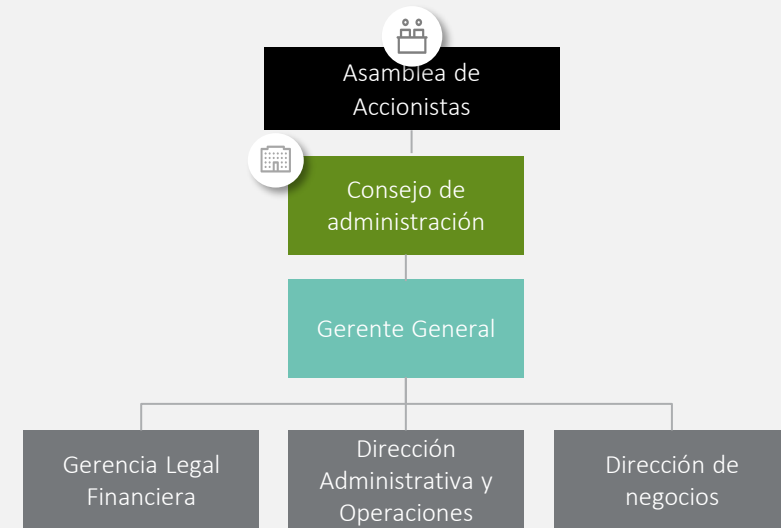 Asamblea de
Accionistas
Consejo de
administración
Gerente General
Gerencia Legal
Financiera
Dirección
Administrativa y
Operaciones
Dirección de
negocios